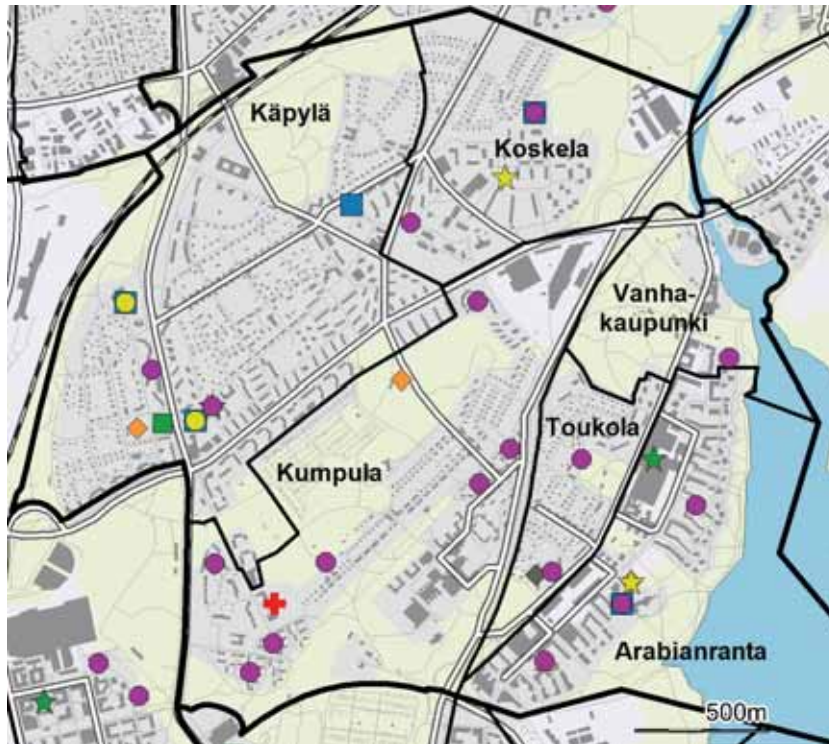 Käpylä
Koskela
Vanha-
kaupunki
Toukola
Kumpula
Arabianranta
500m